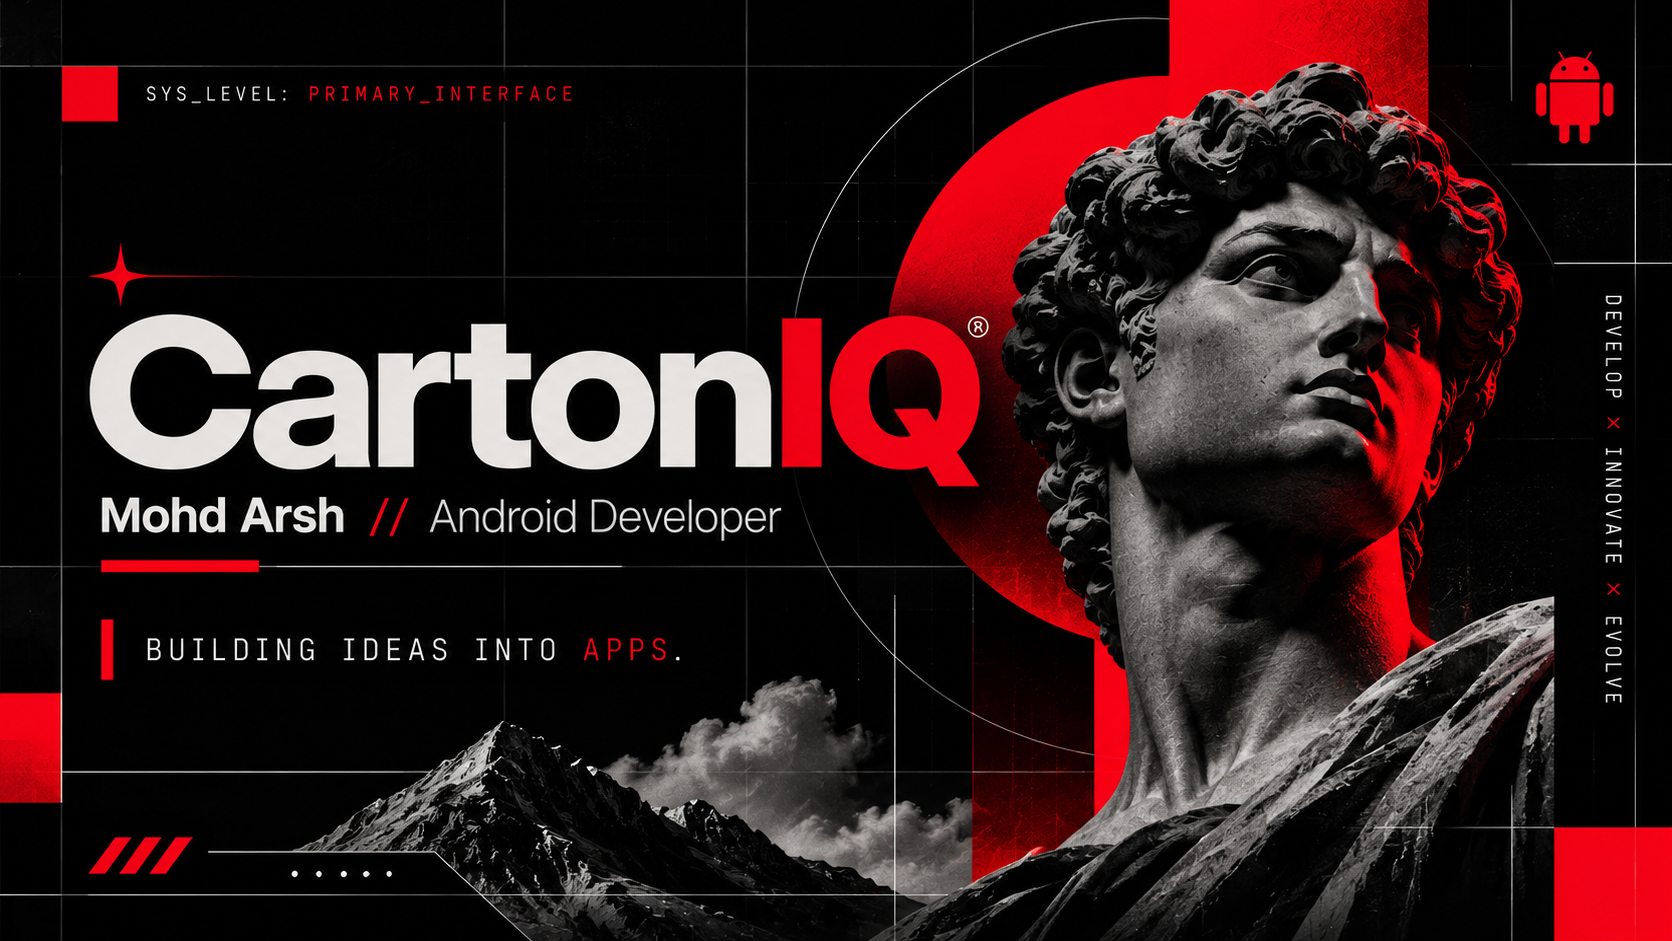 SYS_LEVEL: PRIMARY_INTERFACE
CartonIQ®
Mohd Arsh // Android Developer
BUILDING IDEAS INTO APPS.
DEVELOP × INNOVATE × EVOLVE